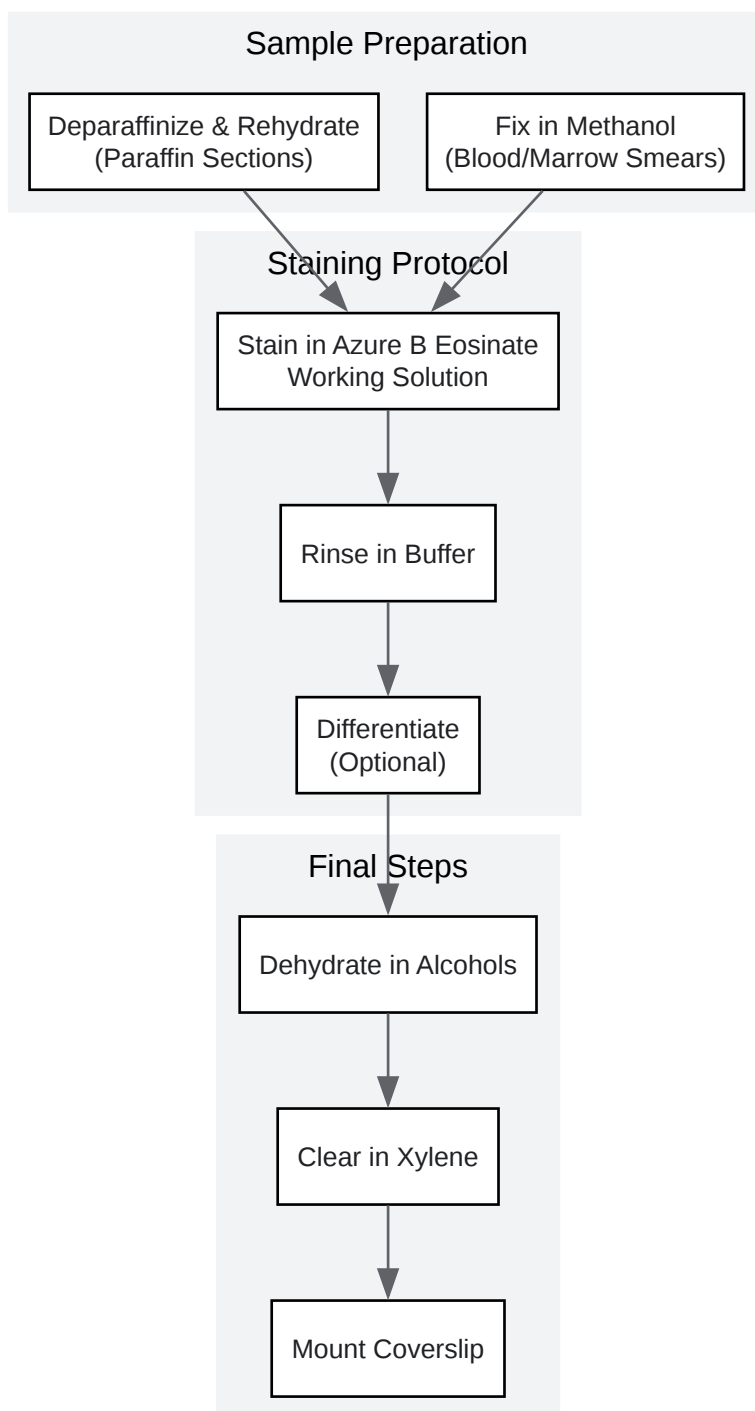 Sample Preparation
Deparaffinize & Rehydrate
(Paraffin Sections)
Fix in Methanol
(Blood/Marrow Smears)
Staining Protocol
Stain in Azure B Eosinate
Working Solution
Rinse in Buffer
Differentiate
(Optional)
Final Steps
Dehydrate in Alcohols
Clear in Xylene
Mount Coverslip